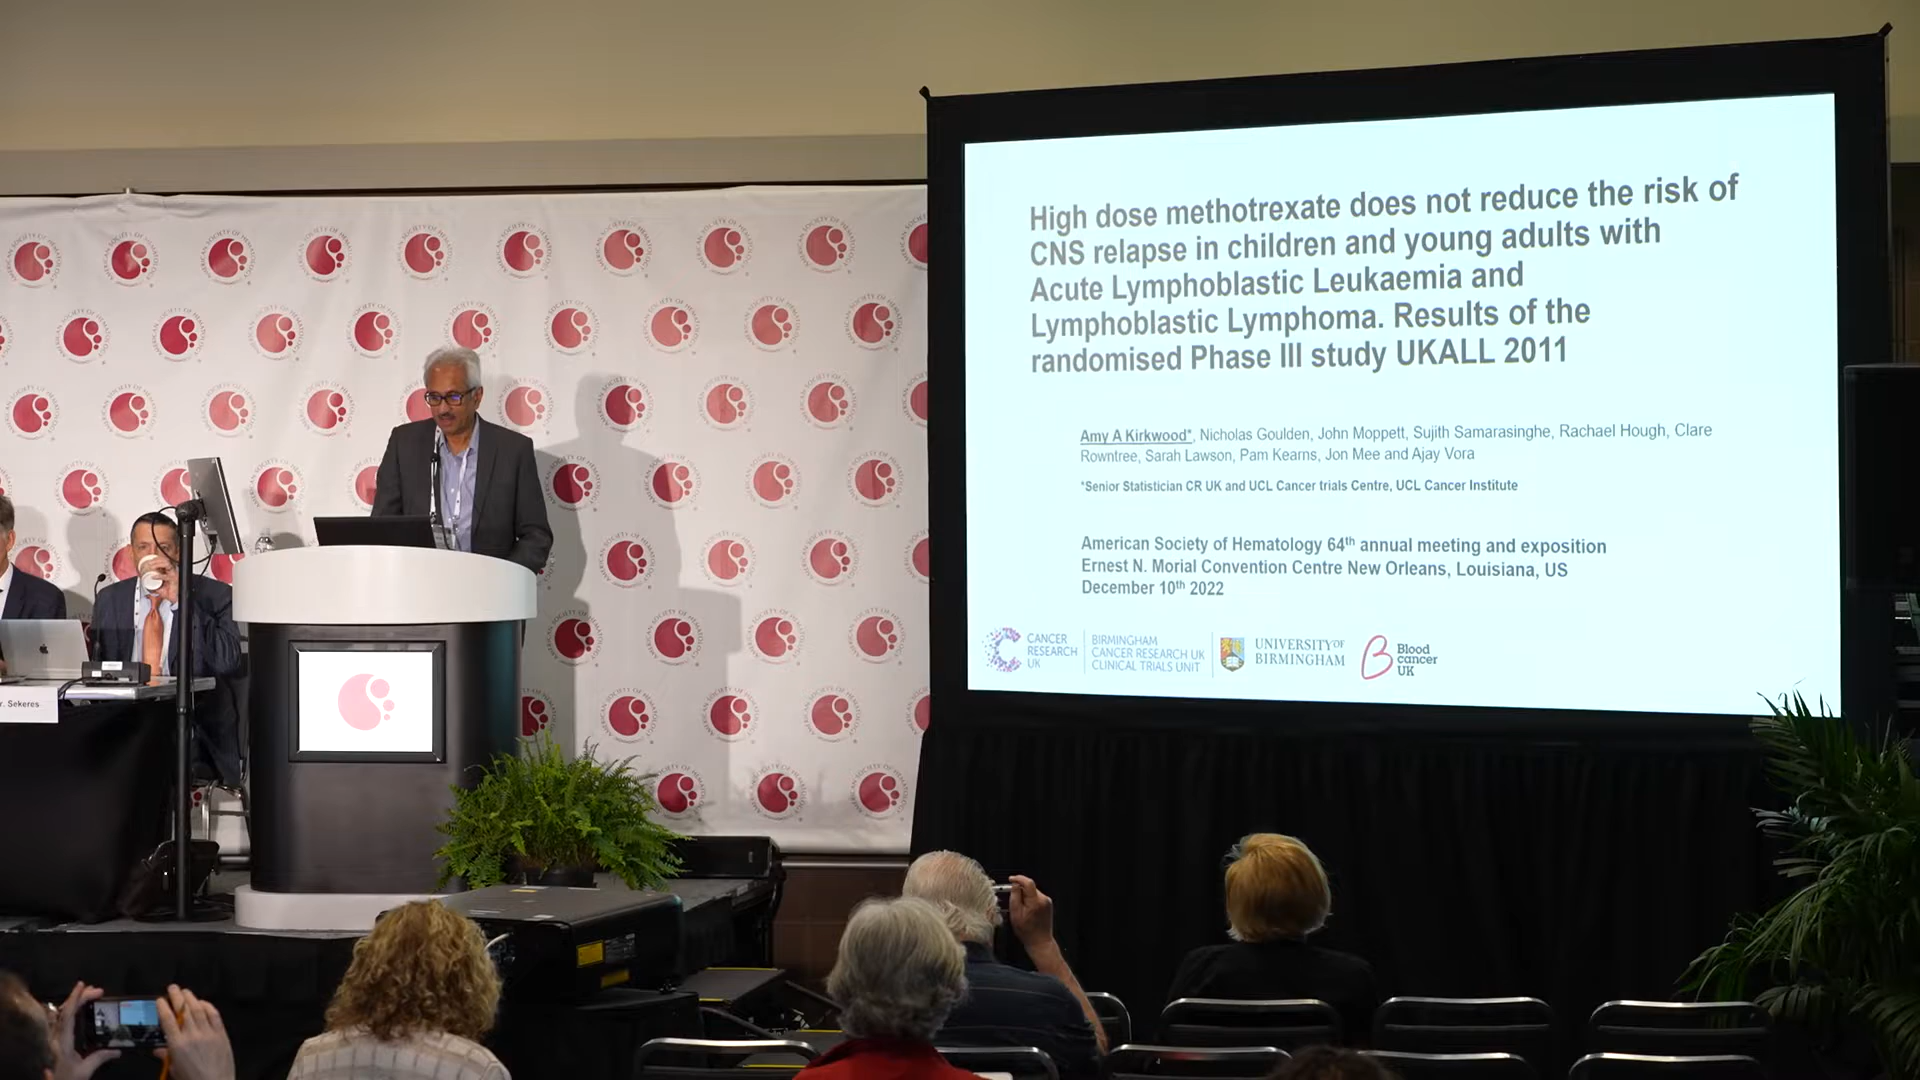 High dose methotrexate does not reduce the risk of
CNS relapse in children and young adults with
Acute Lymphoblastic Leukaemia and
Lymphoblastic Lymphoma. Results of the
randomised Phase III study UKALL 2011
Amy A Kirkwood*, Nicholas Goulden, John Moppett, Sujith Samarasinghe, Rachael Hough, Clare
Rowntree, Sarah Lawson, Pam Kearns, Jon Mee and Ajay Vora
*Senior Statistician CR UK and UCL Cancer trials Centre, UCL Cancer Institute
American Society of Hematology 64th annual meeting and exposition
Ernest N. Morial Convention Centre New Orleans, Louisiana, US
December 10th 2022
CANCER
RESEARCH
UK
BIRMINGHAM
CANCER RESEARCH UK
CLINICAL TRIALS UNIT
UNIVERSITY OF
BIRMINGHAM
Blood
cancer
UK
r. Sekeres
AMERICAN SOCIETY OF HEMATOLOGY